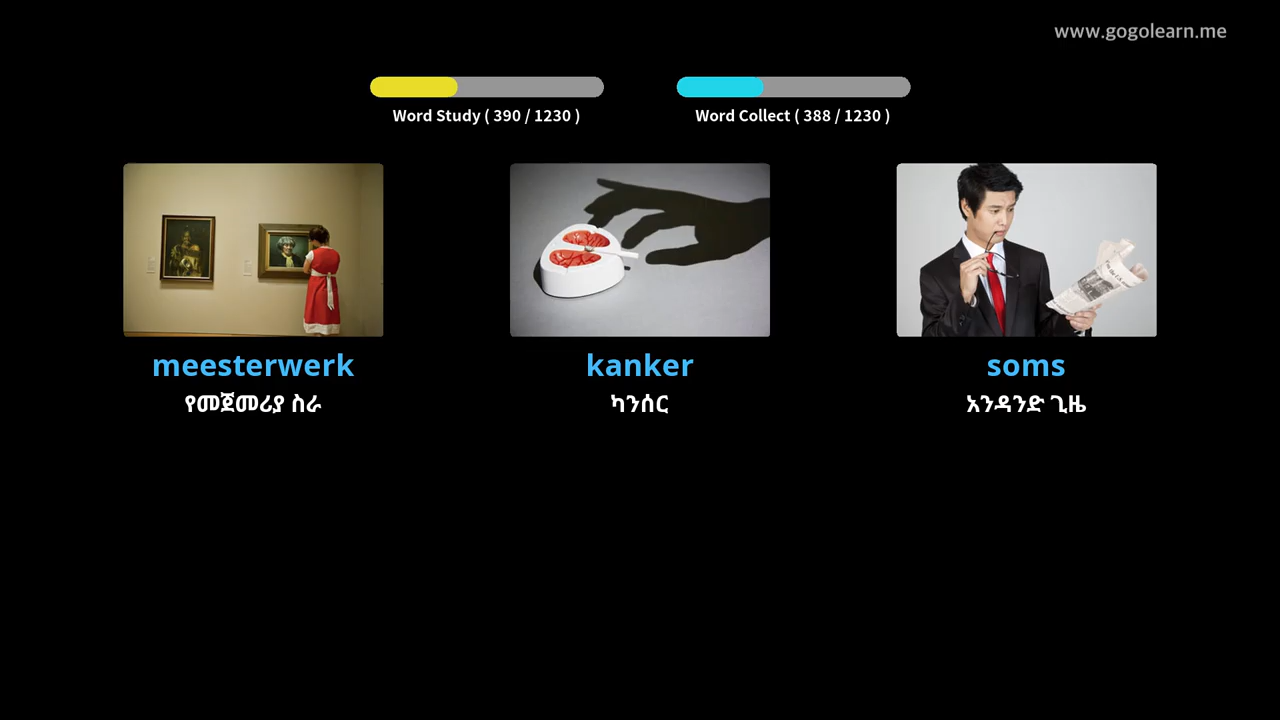 www.gogolearn.me
Word Study ( 390 / 1230 )
Word Collect ( 388 / 1230 )
meesterwerk
kanker
soms
የመጀመሪያ ስራ
ካንሰር
አንዳንድ ጊዜ